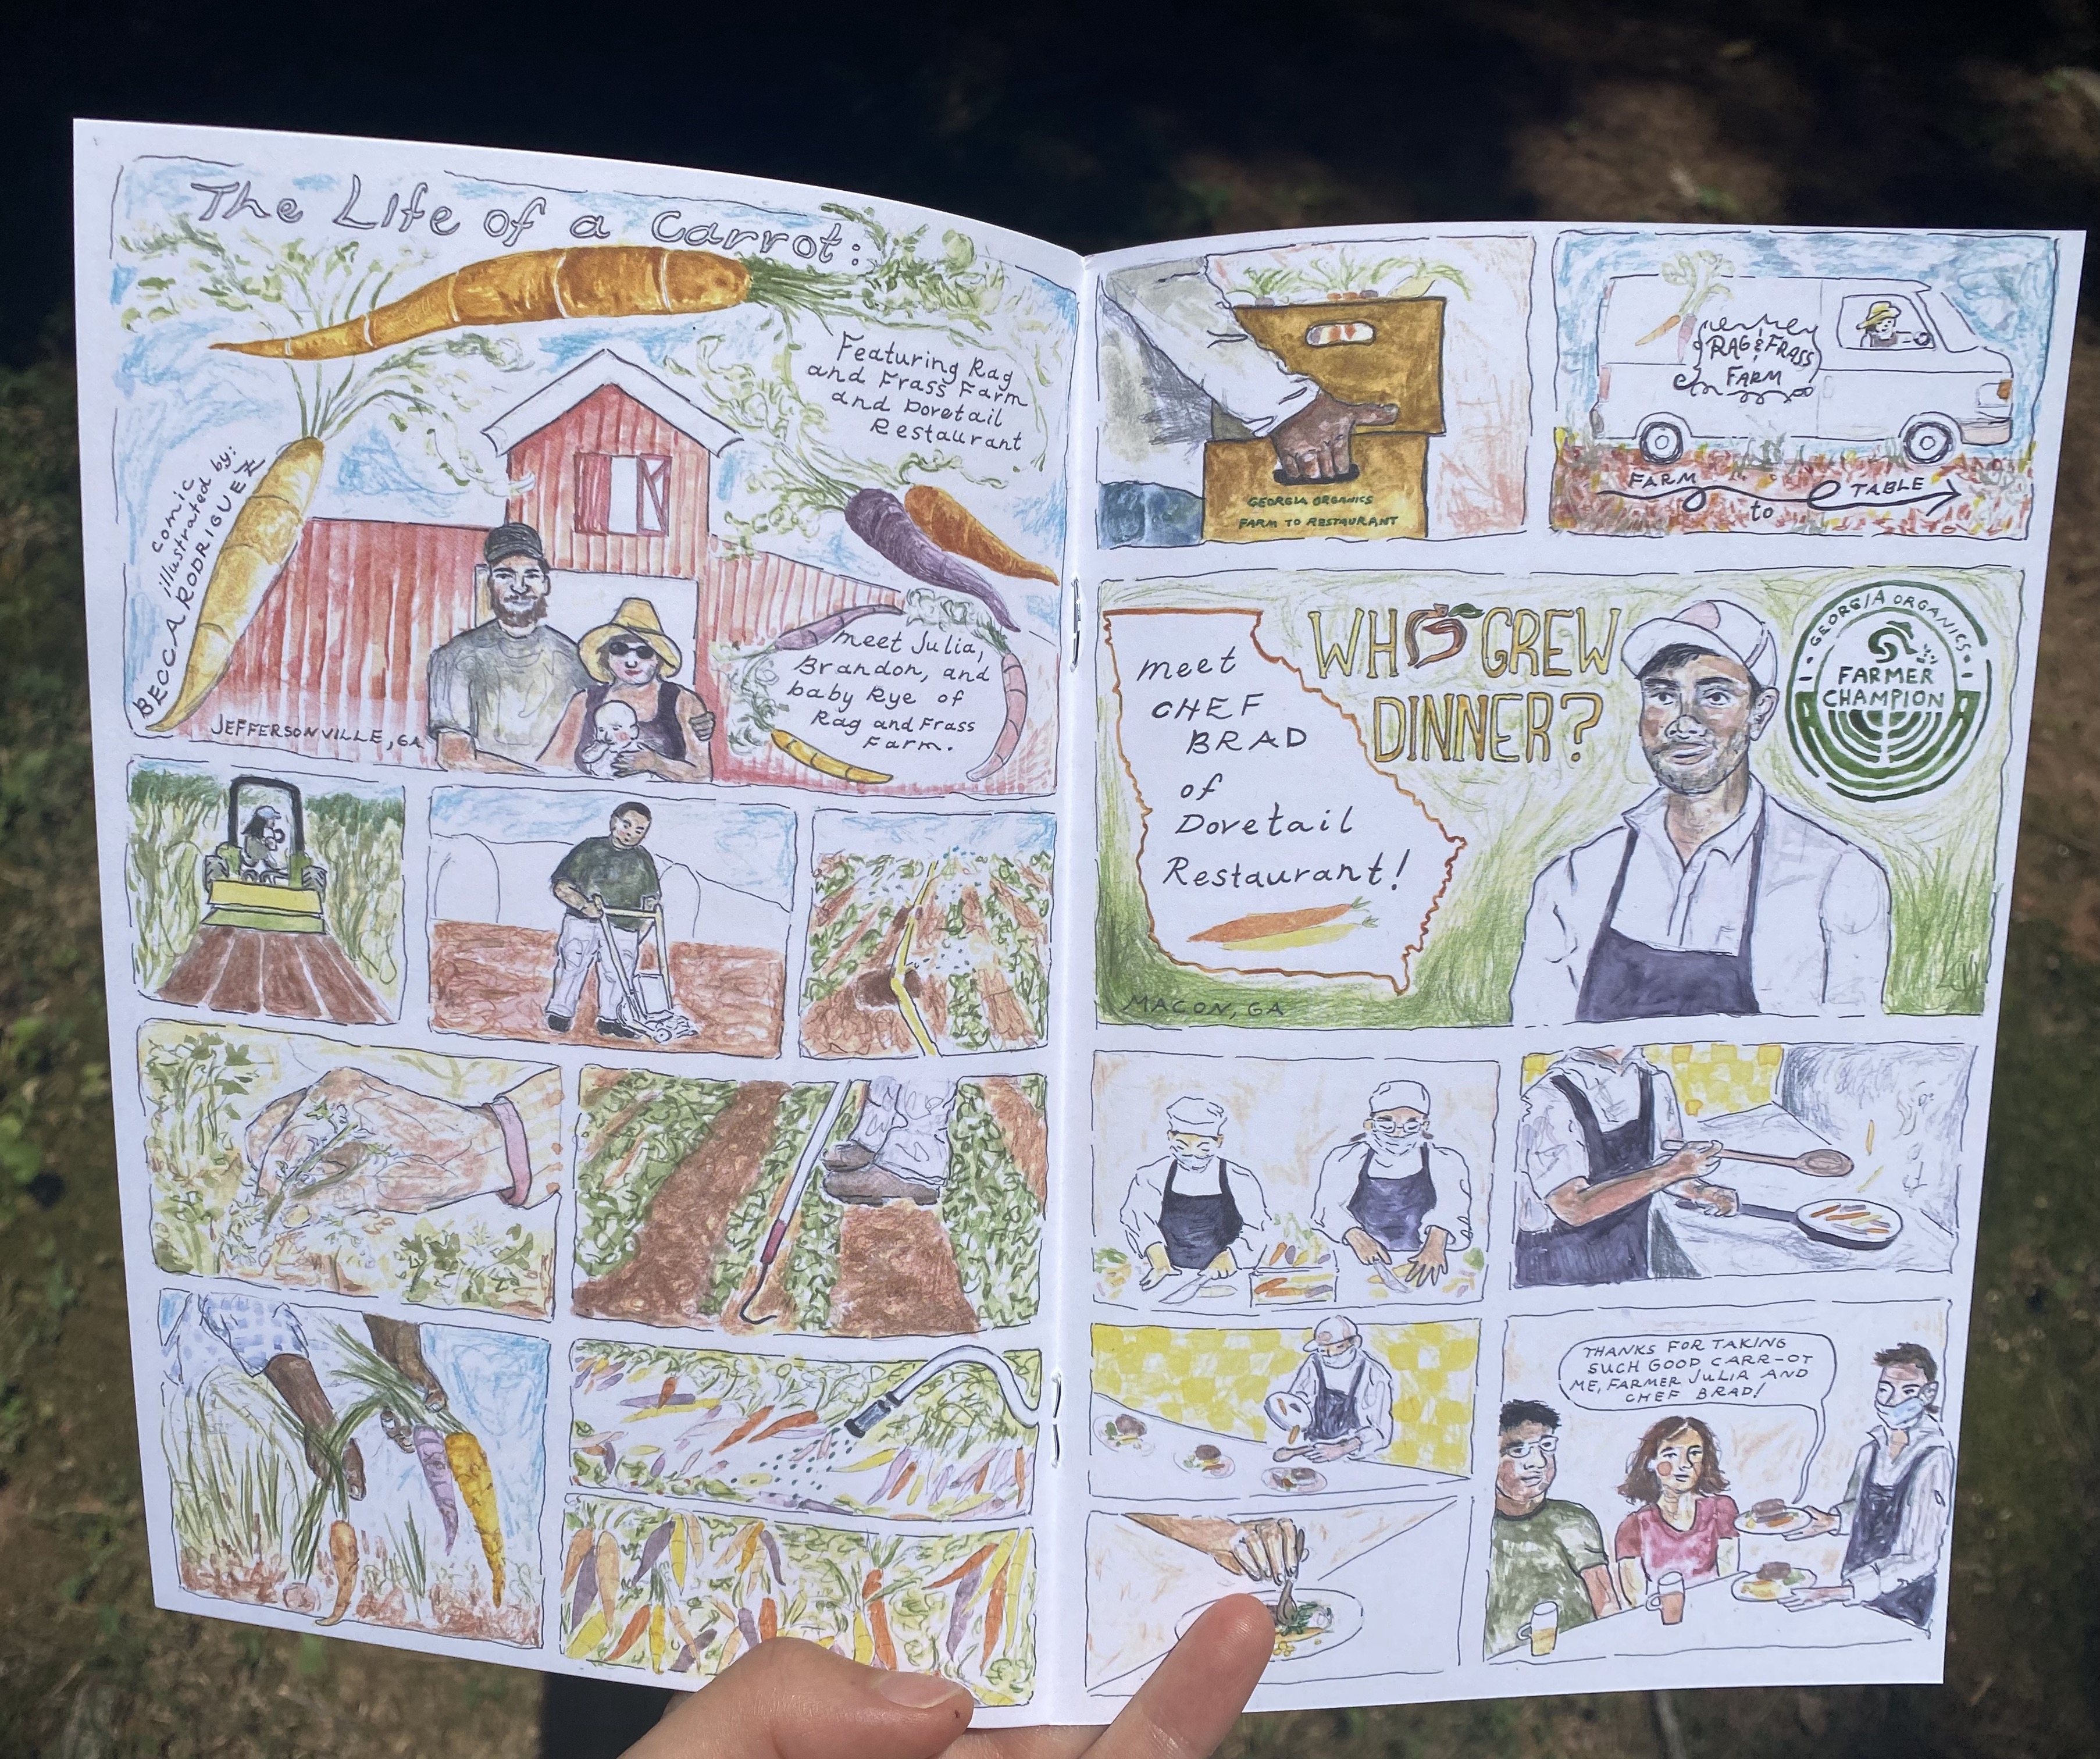 The Life of a Carrot:
Featuring Rag
and Frass Farm
and Dovetail
Restaurant
comic
illustrated by:
BECCA RODRIGUEZ
meet Julia,
Brandon, and
baby Rye of
Rag and Frass
Farm.
JEFFERSONVILLE, GA
GEORGIA ORGANICS
FARM TO RESTAURANT
RAG & FRASS
FARM
FARM
to
TABLE
meet
CHEF
BRAD
of
Dovetail
Restaurant!
MACON, GA
WHO GREW
DINNER?
GEORGIA ORGANICS
FARMER
CHAMPION
THANKS FOR TAKING
SUCH GOOD CARR-OT
ME, FARMER JULIA AND
CHEF BRAD!